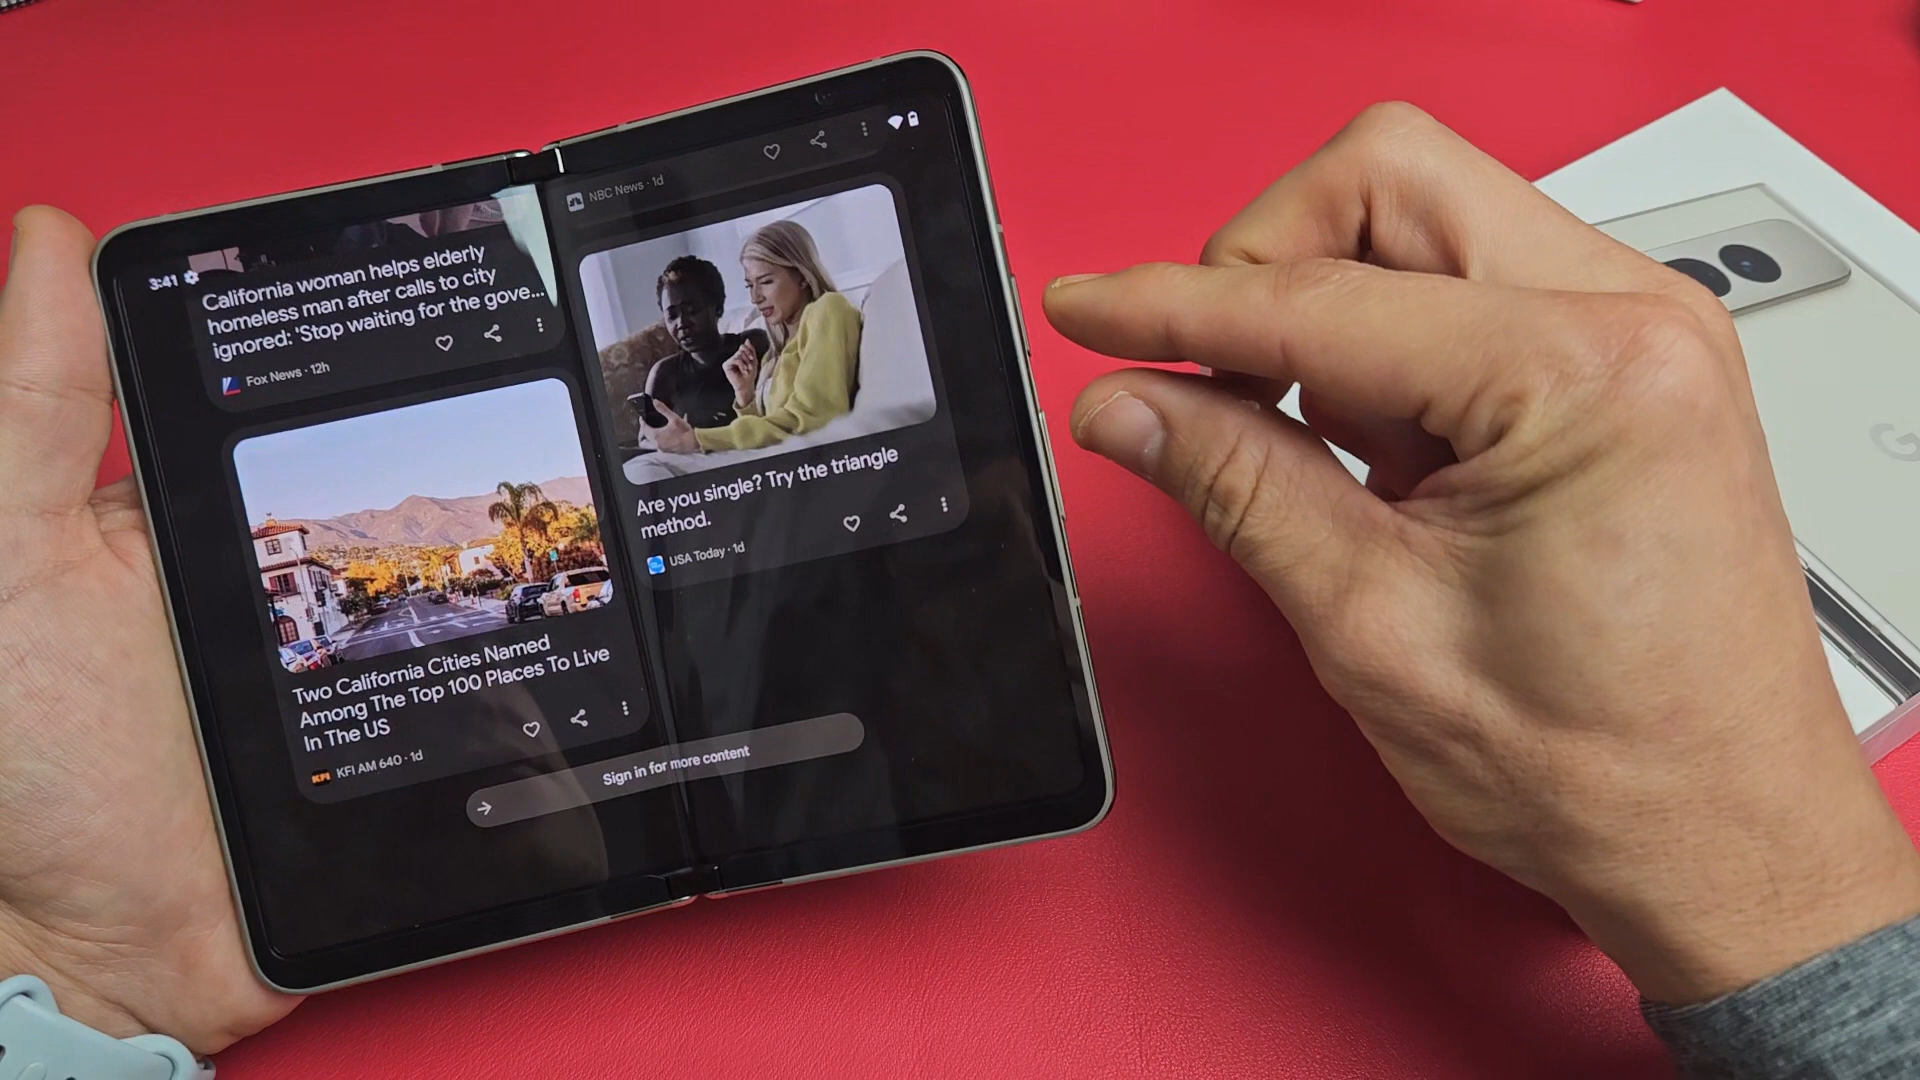 3:41
California woman helps elderly
homeless man after calls to city
ignored: 'Stop waiting for the gove...
Fox News · 12h
Two California Cities Named
Among The Top 100 Places To Live
In The US
KFI
KFI AM 640 · 1d
NBC News · 1d
Are you single? Try the triangle
method.
USA Today · 1d
Sign in for more content
G